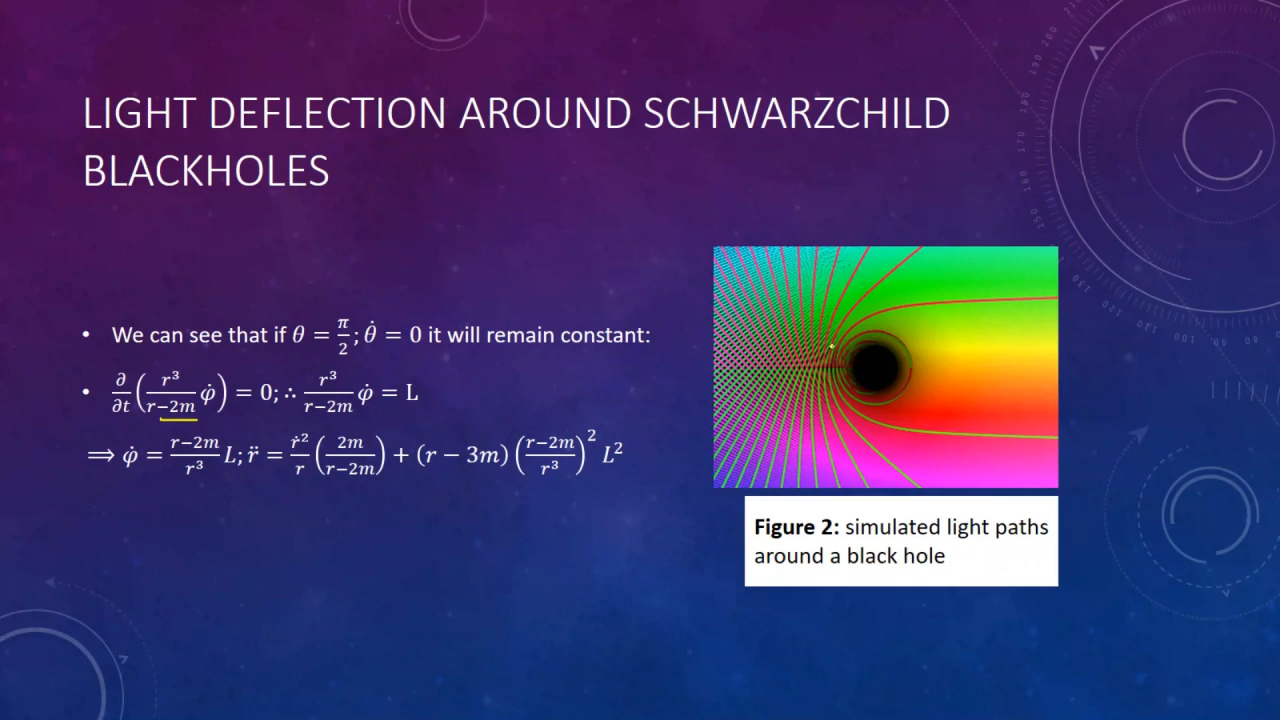 LIGHT DEFLECTION AROUND SCHWARZCHILD
BLACKHOLES
• We can see that if θ = π/2; θ̇ = 0 it will remain constant:
• ∂/∂t (r³/(r−2m) φ̇) = 0; ∴ r³/(r−2m) φ̇ = L
⟹ φ̇ = (r−2m)/r³ L; r̈ = ṙ²/r (2m/(r−2m)) + (r − 3m) ((r−2m)/r³)² L²
Figure 2: simulated light paths
around a black hole